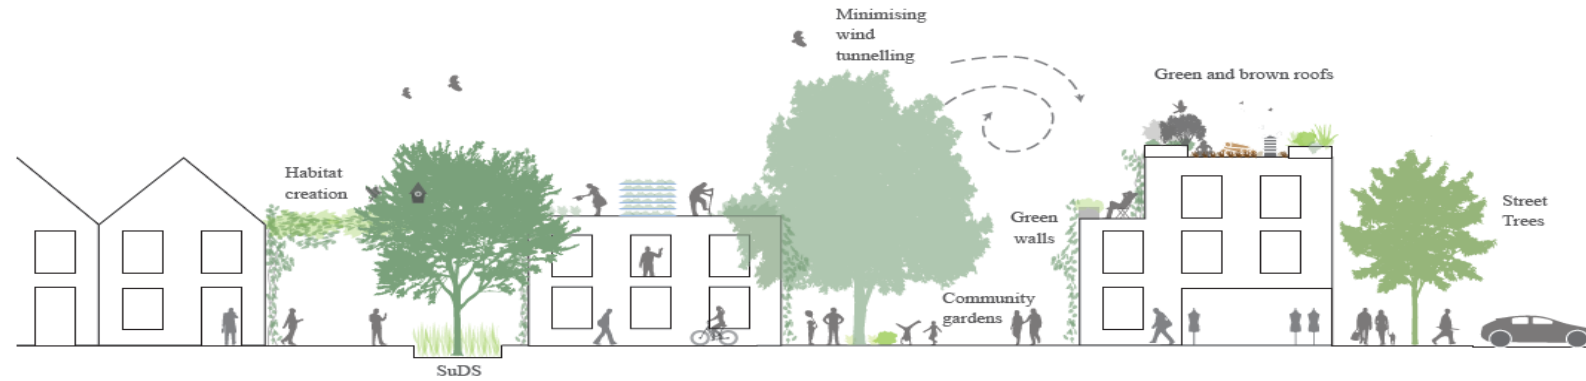 Minimising
wind
tunnelling
Green and brown roofs
Habitat
creation
Green
walls
Street
Trees
Community
gardens
SuDS